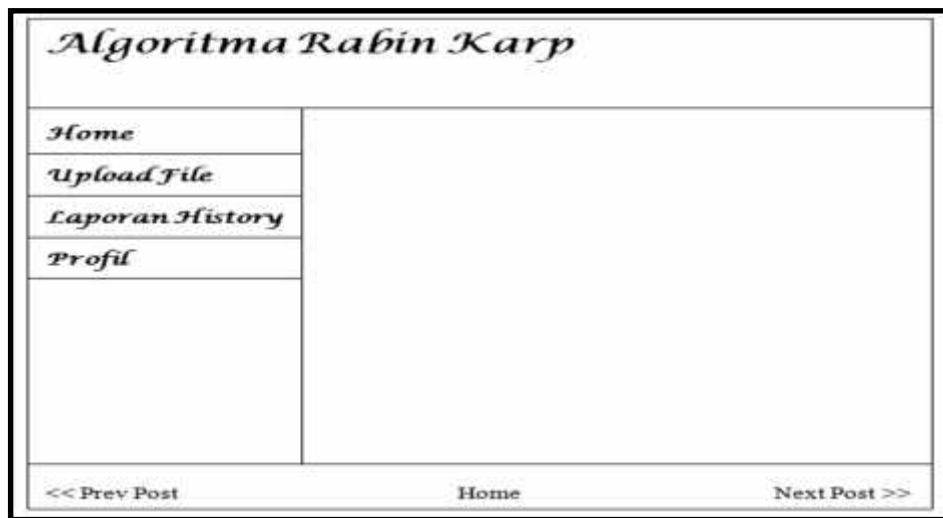 Algoritma Rabin Karp
Home
Upload File
Laporan History
Profil
<< Prev Post Home Next Post >>